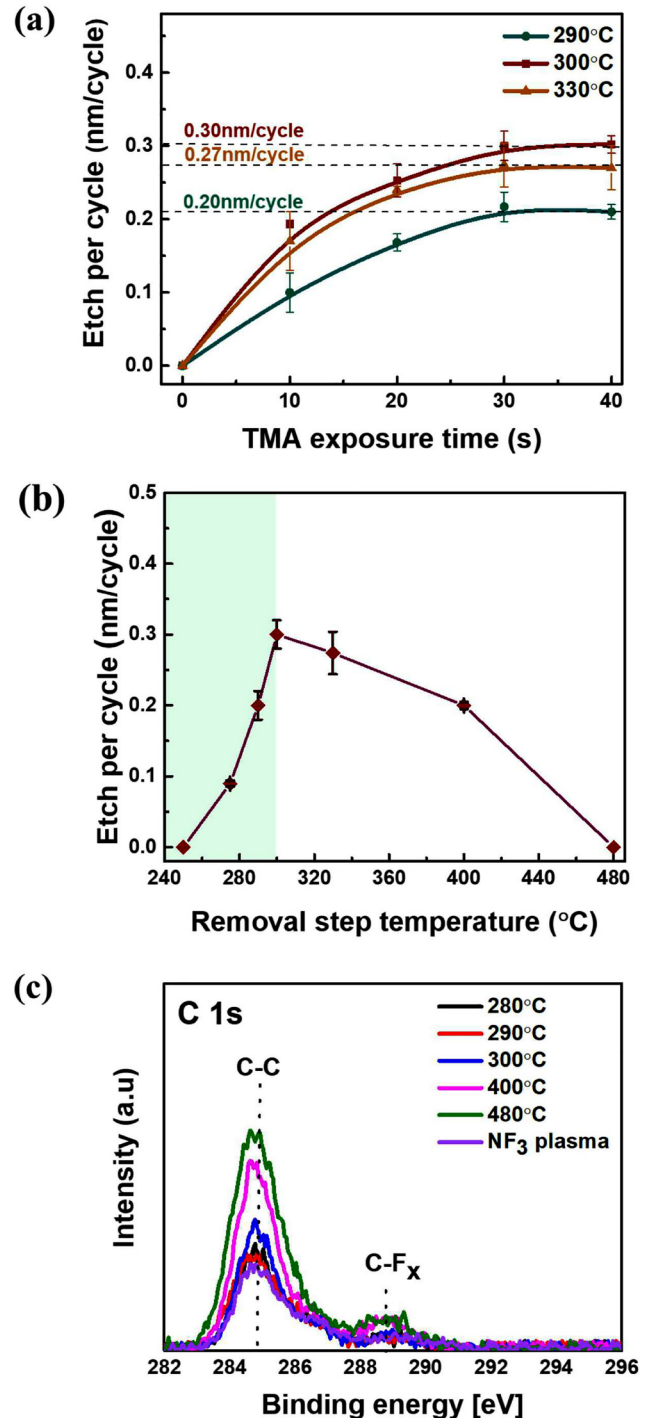 (a)
290°C
300°C
330°C
0.30nm/cycle
0.27nm/cycle
0.20nm/cycle
0.4
0.3
0.2
0.1
0.0
Etch per cycle (nm/cycle)
0 10 20 30 40
TMA exposure time (s)
(b)
0.5
0.4
0.3
0.2
0.1
0.0
Etch per cycle (nm/cycle)
240 280 320 360 400 440 480
Removal step temperature (°C)
(c)
C 1s
C-C
C-Fx
280°C
290°C
300°C
400°C
480°C
NF3 plasma
Intensity (a.u)
282 284 286 288 290 292 294 296
Binding energy [eV]